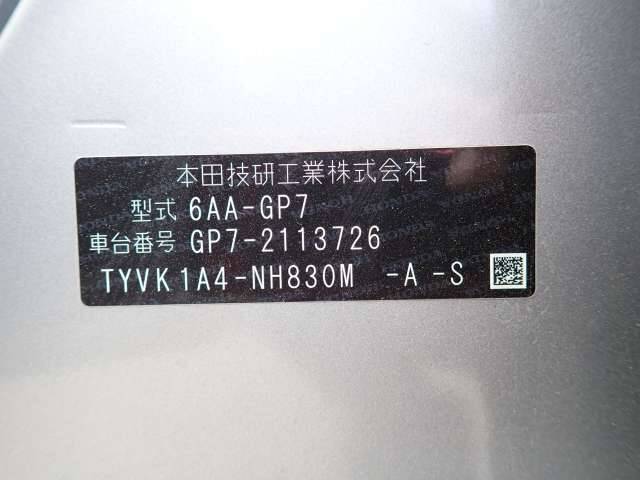 本田技研工業株式会社
型式 6AA-GP7
車台番号 GP7-2113726
TYVK1A4-NH830M -A -S